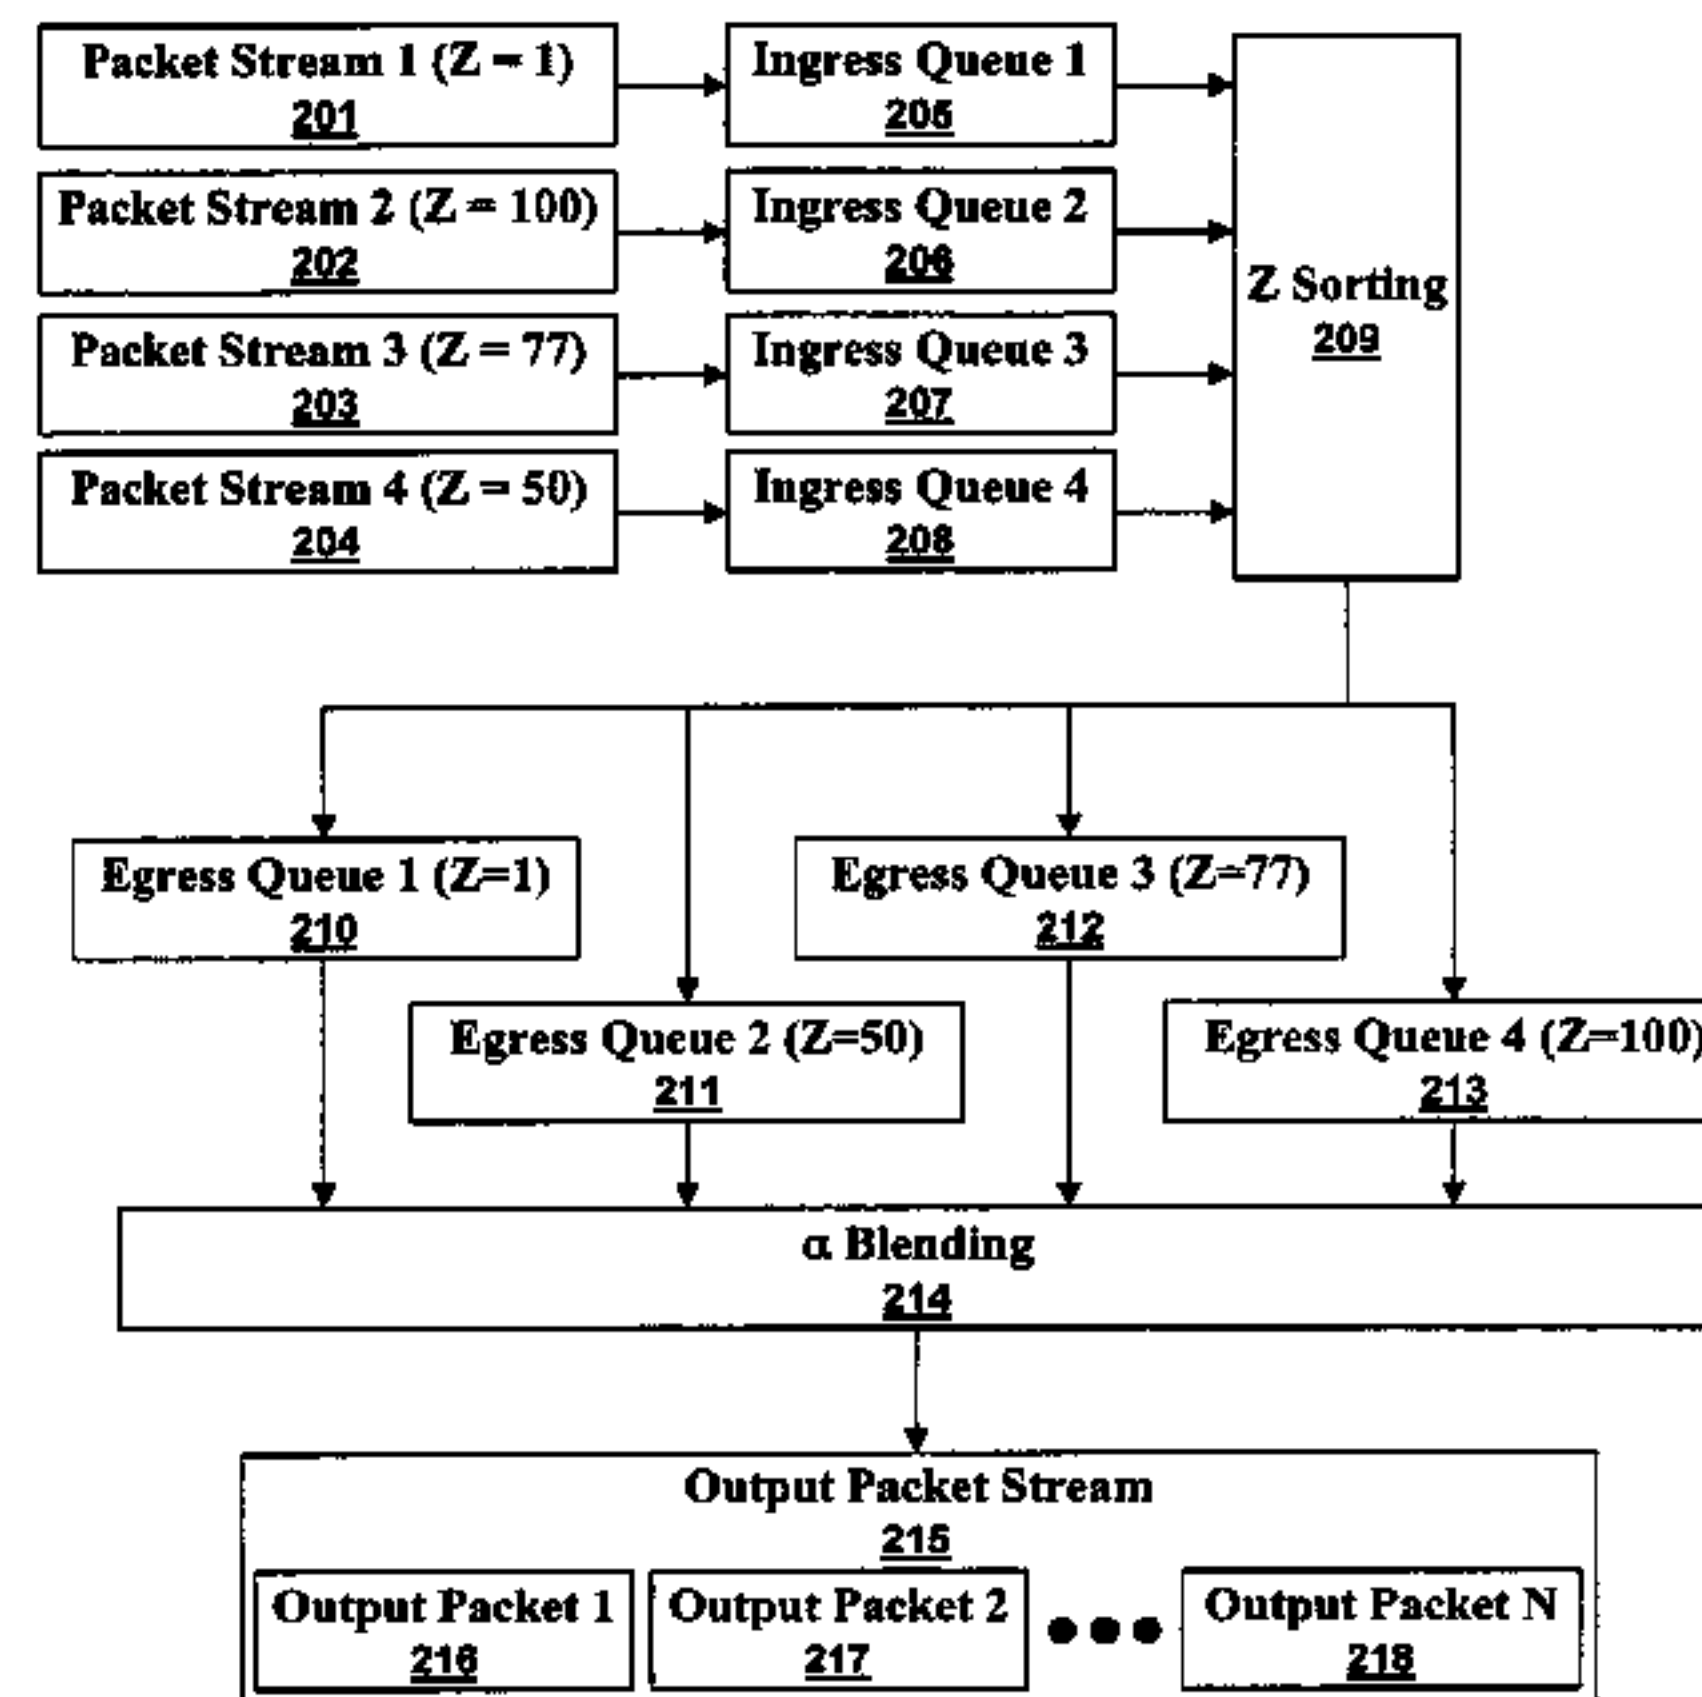 Packet Stream 1 (Z = 1)
201
Ingress Queue 1
205
Packet Stream 2 (Z = 100)
202
Ingress Queue 2
206
Packet Stream 3 (Z = 77)
203
Ingress Queue 3
207
Packet Stream 4 (Z = 50)
204
Ingress Queue 4
208
Z Sorting
209
Egress Queue 1 (Z=1)
210
Egress Queue 3 (Z=77)
212
Egress Queue 2 (Z=50)
211
Egress Queue 4 (Z=100)
213
α Blending
214
Output Packet Stream
215
Output Packet 1
216
Output Packet 2
217
Output Packet N
218